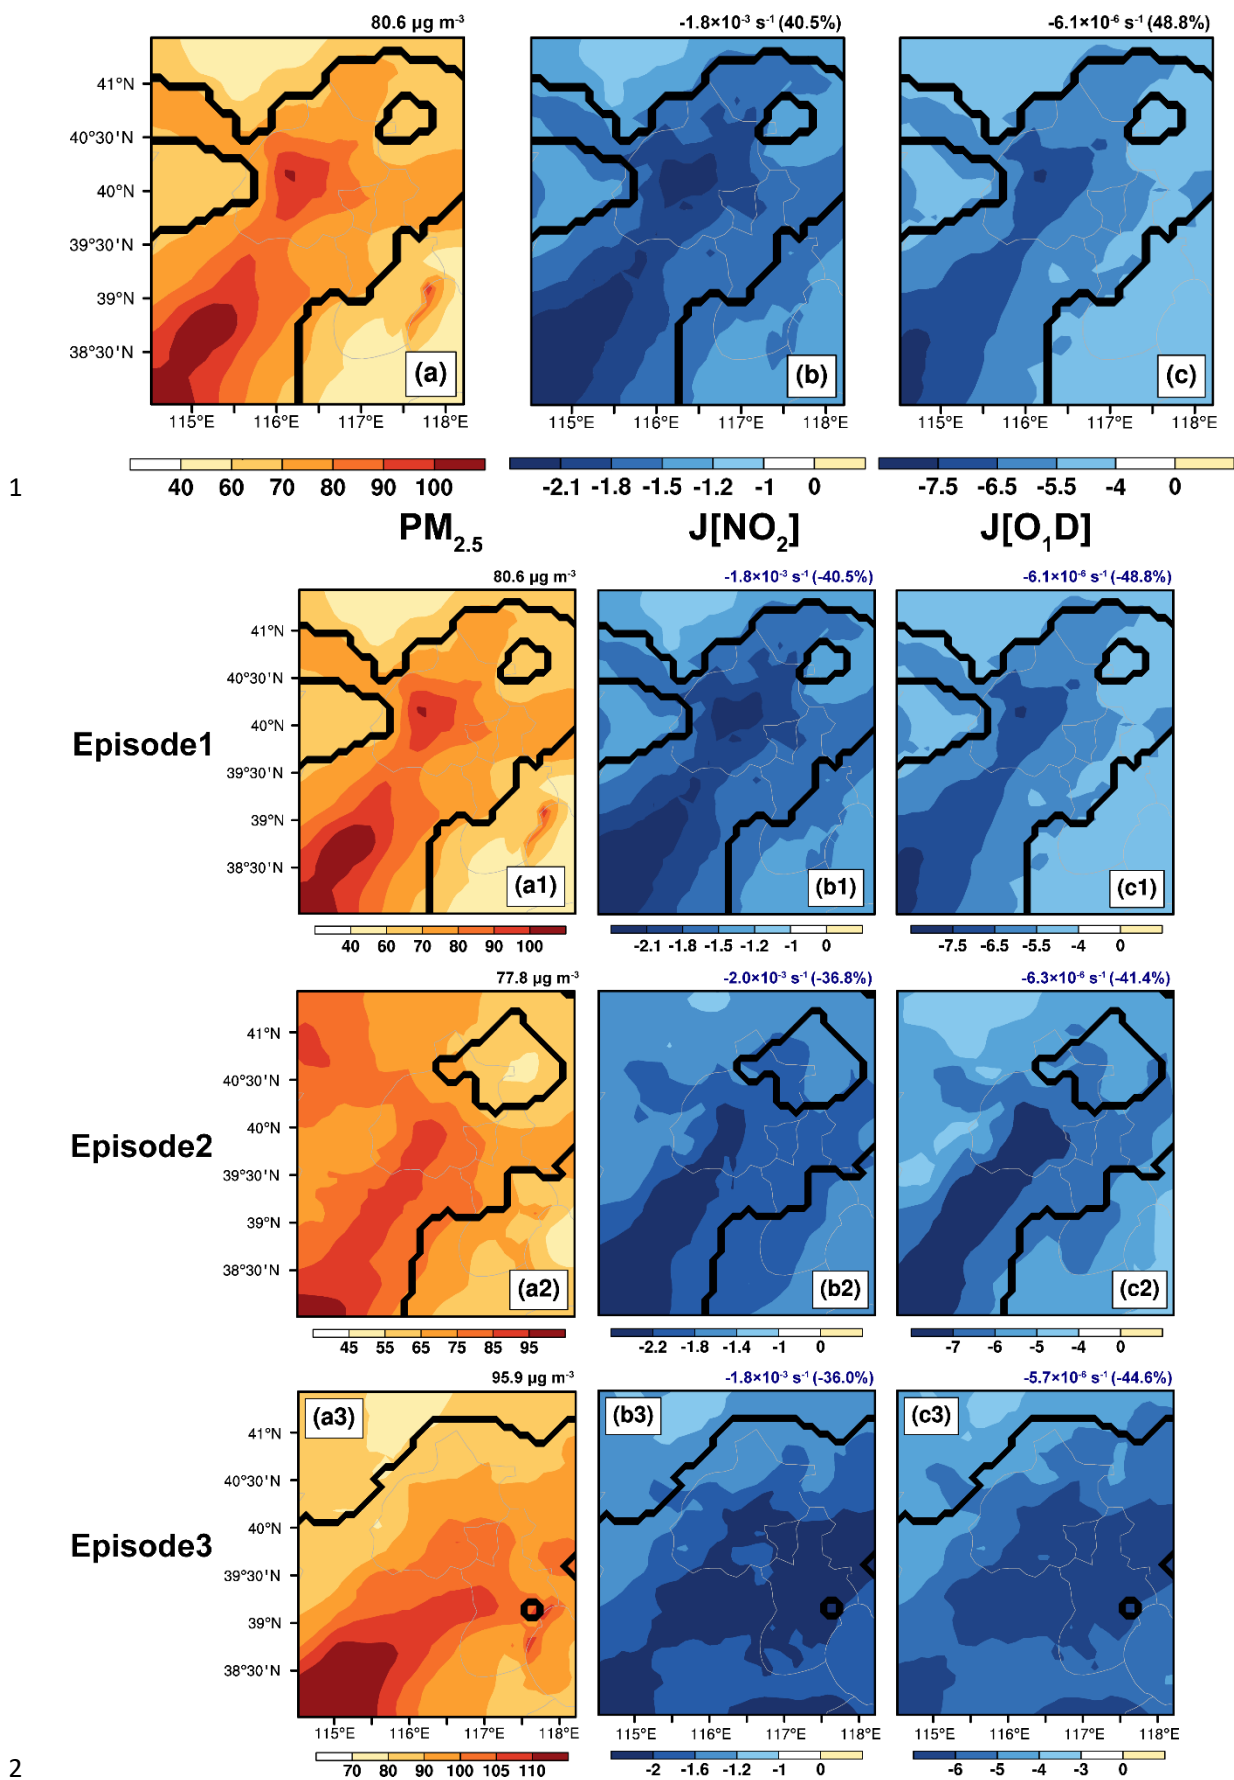 80.6 µg m⁻³ -1.8×10⁻³ s⁻¹ (40.5%) -6.1×10⁻⁶ s⁻¹ (48.8%)
41°N
40°30'N
40°N
39°30'N
39°N
38°30'N
(a) (b) (c)
115°E 116°E 117°E 118°E 115°E 116°E 117°E 118°E 115°E 116°E 117°E 118°E
1
40 60 70 80 90 100 -2.1 -1.8 -1.5 -1.2 -1 0 -7.5 -6.5 -5.5 -4 0
PM₂.₅ J[NO₂] J[O₁D]
80.6 µg m⁻³ -1.8×10⁻³ s⁻¹ (-40.5%) -6.1×10⁻⁶ s⁻¹ (-48.8%)
41°N
40°30'N
40°N
Episode1
39°30'N
39°N
38°30'N
(a1) (b1) (c1)
40 60 70 80 90 100 -2.1 -1.8 -1.5 -1.2 -1 0 -7.5 -6.5 -5.5 -4 0
77.8 µg m⁻³ -2.0×10⁻³ s⁻¹ (-36.8%) -6.3×10⁻⁶ s⁻¹ (-41.4%)
41°N
40°30'N
40°N
Episode2
39°30'N
39°N
38°30'N
(a2) (b2) (c2)
45 55 65 75 85 95 -2.2 -1.8 -1.4 -1 0 -7 -6 -5 -4 0
95.9 µg m⁻³ -1.8×10⁻³ s⁻¹ (-36.0%) -5.7×10⁻⁶ s⁻¹ (-44.6%)
(a3) (b3) (c3)
41°N
40°30'N
40°N
Episode3
39°30'N
39°N
38°30'N
115°E 116°E 117°E 118°E 115°E 116°E 117°E 118°E 115°E 116°E 117°E 118°E
2
70 80 90 100 105 110 -2 -1.6 -1.2 -1 0 -6 -5 -4 -3 0